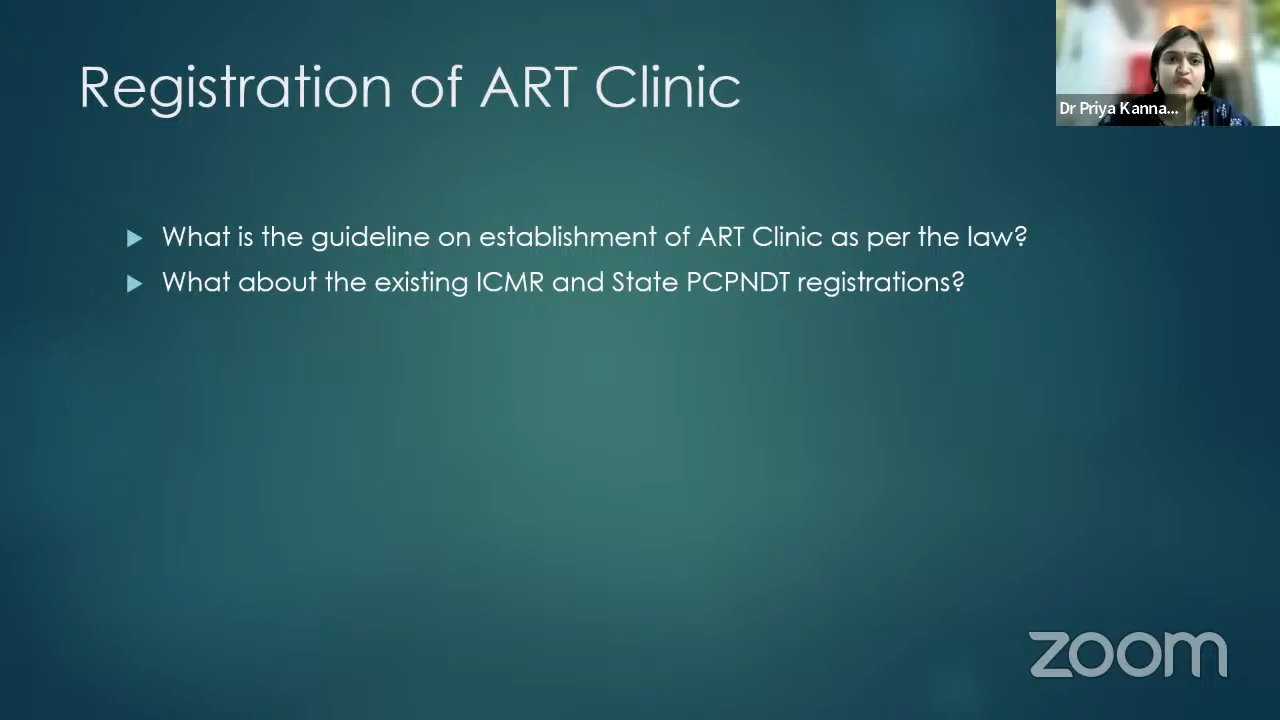 Registration of ART Clinic
Dr Priya Kanna...
What is the guideline on establishment of ART Clinic as per the law?
What about the existing ICMR and State PCPNDT registrations?
zoom